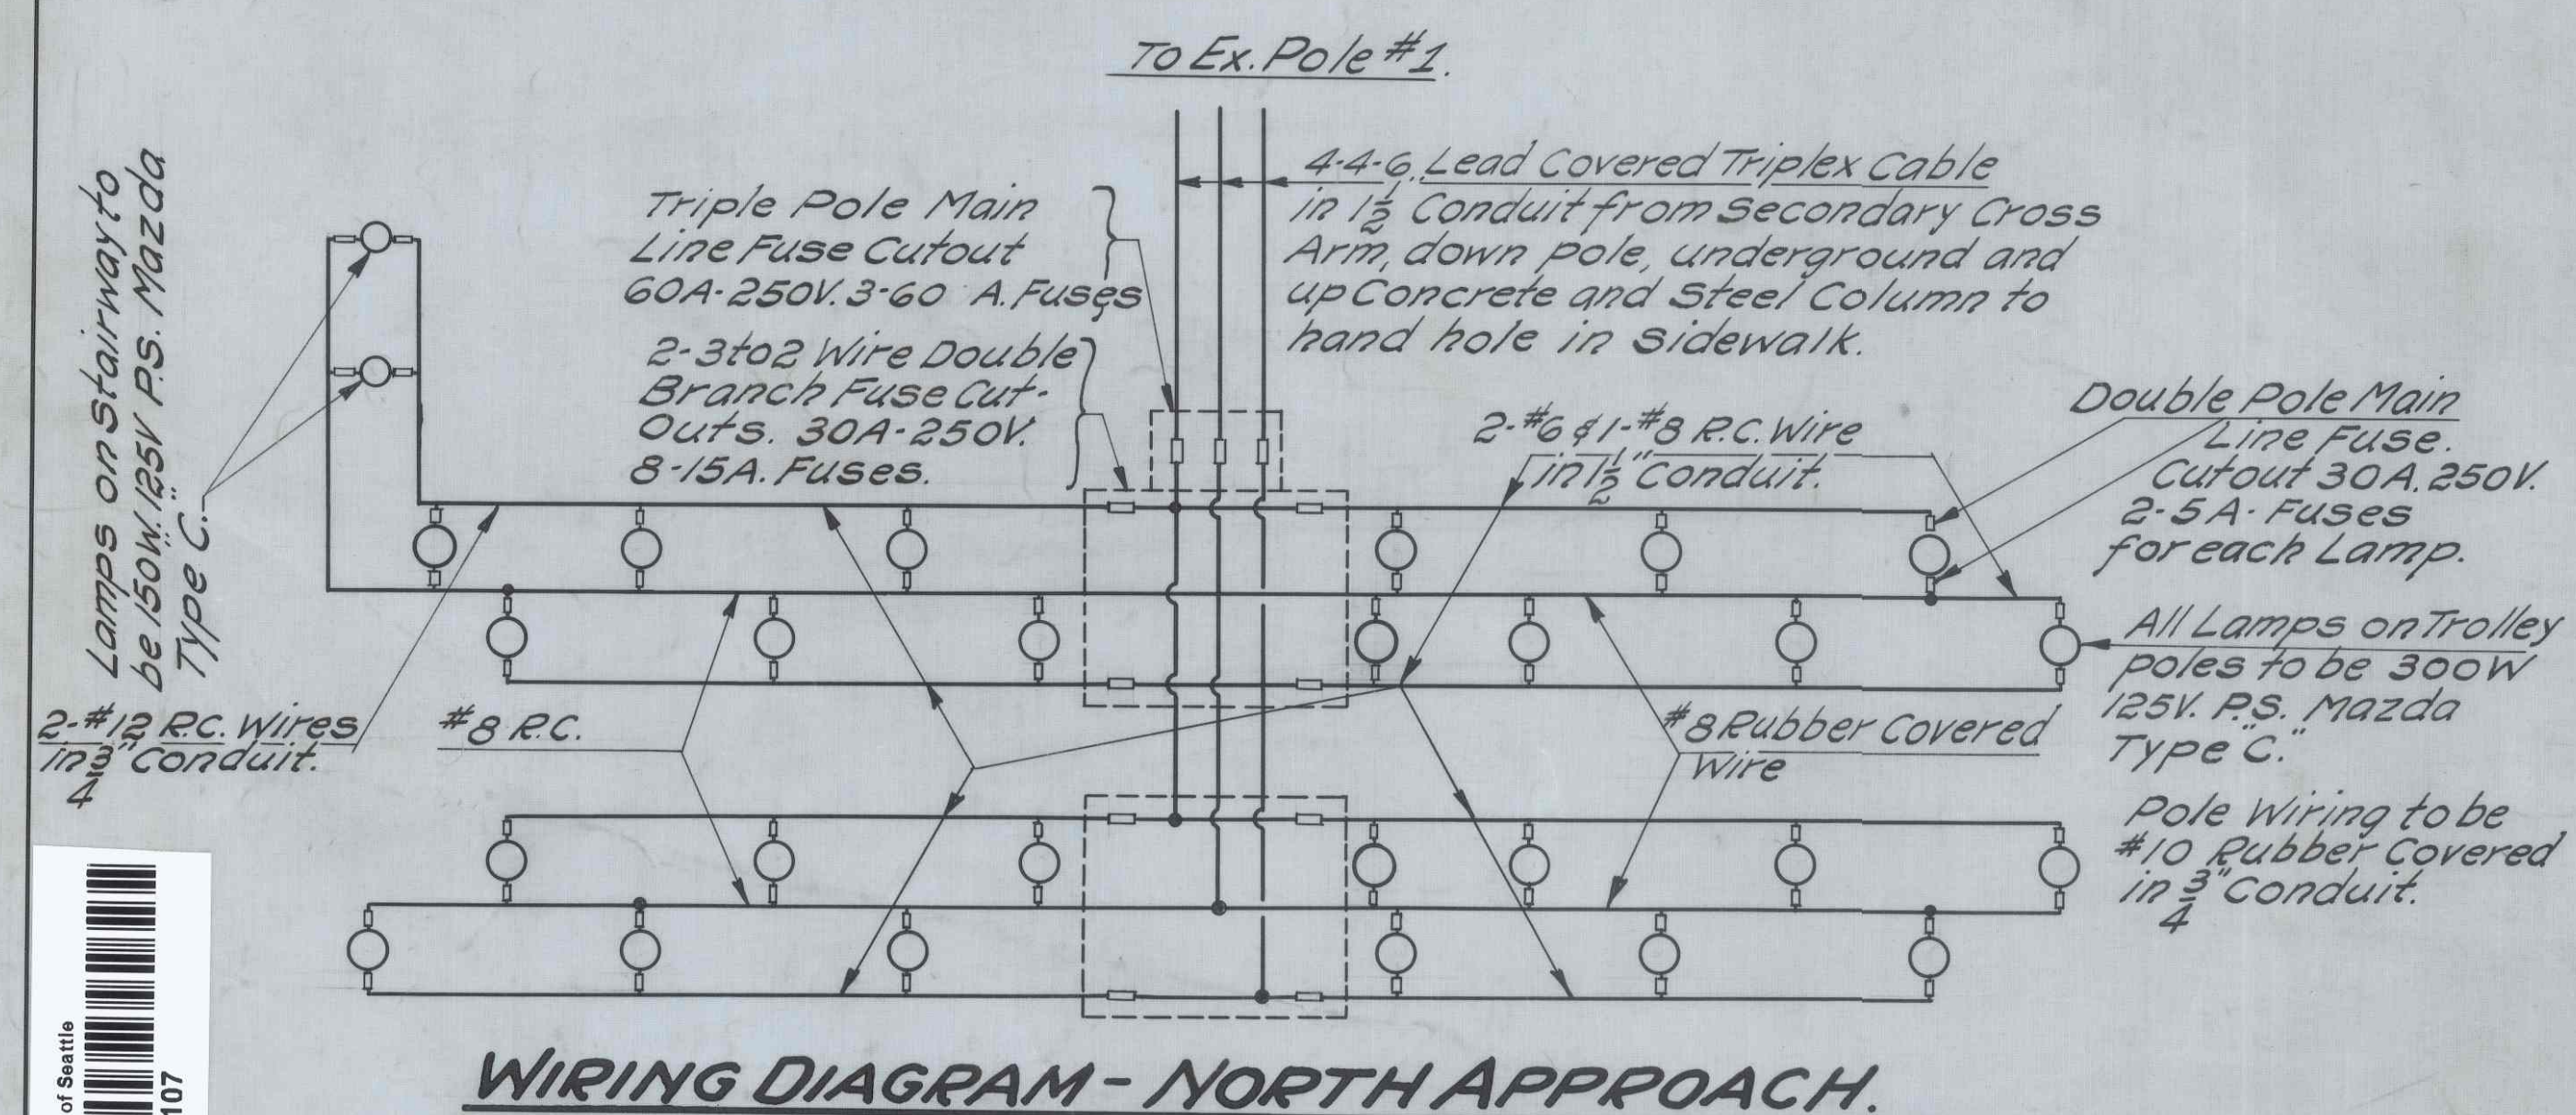 To Ex. Pole #1.
4-4-6. Lead Covered Triplex Cable
in 1 1/2 Conduit from Secondary Cross
Arm, down pole, underground and
up Concrete and Steel Column to
hand hole in Sidewalk.
Triple Pole Main
Line Fuse Cutout
60A-250V. 3-60 A. Fuses
2-3to2 Wire Double
Branch Fuse Cut-
Outs. 30A-250V.
8-15A. Fuses.
Lamps on Stairway to
be 150W. 125V P.S. Mazda
Type "C."
2-#6 & 1-#8 R.C. Wire
in 1 1/2" Conduit.
Double Pole Main
Line Fuse.
Cutout 30A. 250V.
2-5A. Fuses
for each Lamp.
All Lamps on Trolley
poles to be 300W
125V. P.S. Mazda
Type "C."
2-#12 R.C. Wires
in 3/4" Conduit.
#8 R.C.
#8 Rubber Covered
Wire
Pole Wiring to be
#10 Rubber Covered
in 3/4" Conduit.
of Seattle
107
WIRING DIAGRAM - NORTH APPROACH.